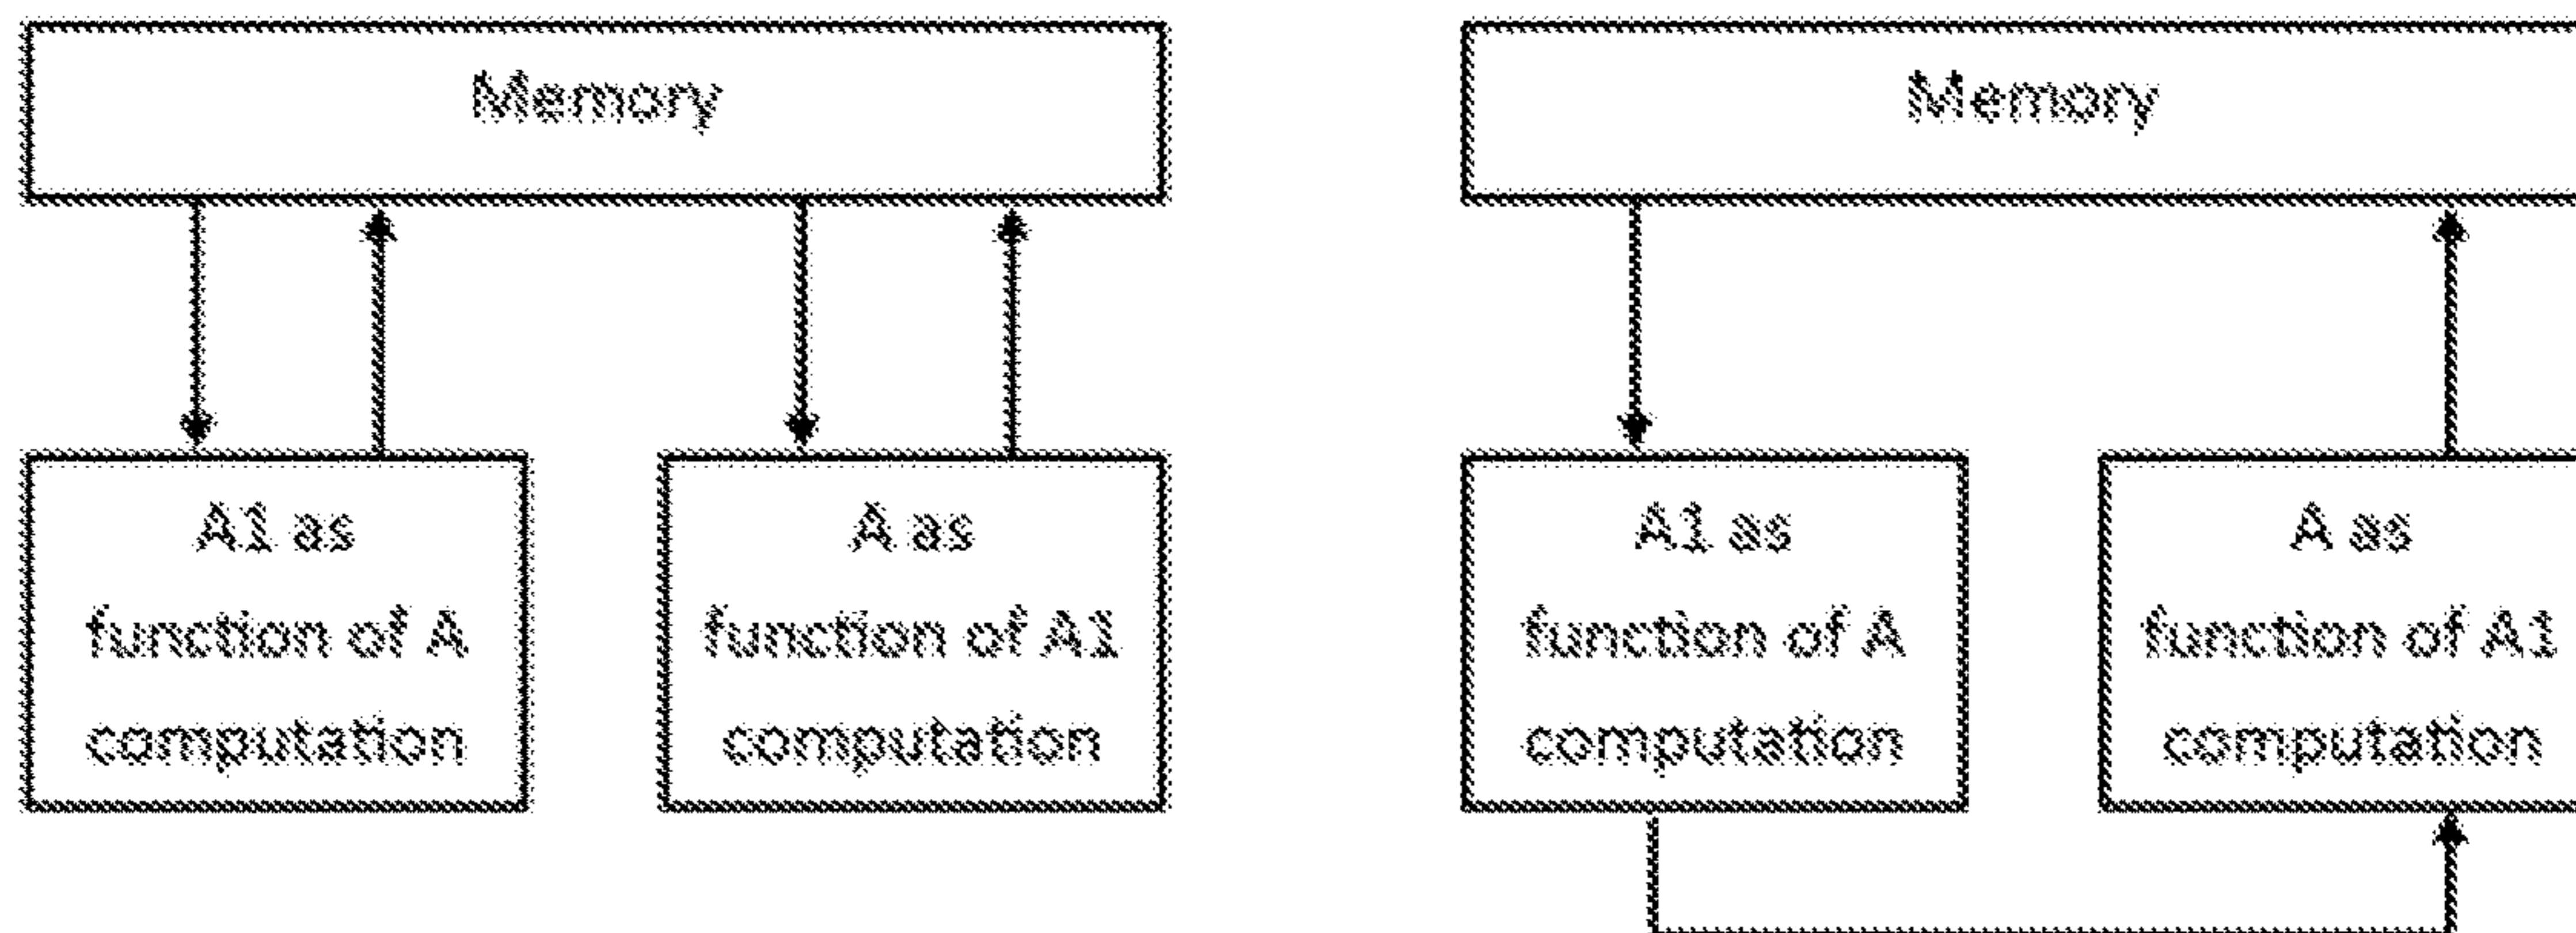 Memory
A1 as
function of A
computation
A as
function of A1
computation
Memory
A1 as
function of A
computation
A as
function of A1
computation